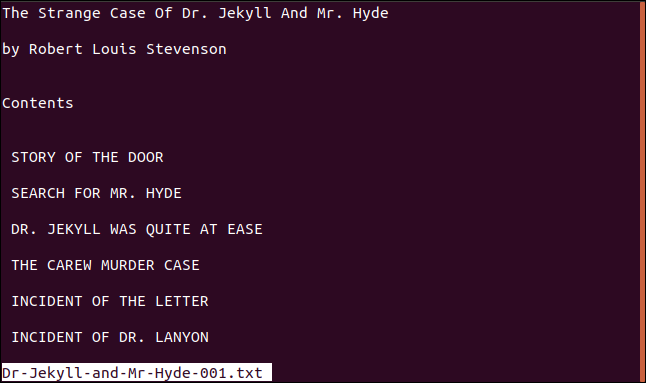 The Strange Case Of Dr. Jekyll And Mr. Hyde
by Robert Louis Stevenson
Contents
STORY OF THE DOOR
SEARCH FOR MR. HYDE
DR. JEKYLL WAS QUITE AT EASE
THE CAREW MURDER CASE
INCIDENT OF THE LETTER
INCIDENT OF DR. LANYON
Dr-Jekyll-and-Mr-Hyde-001.txt